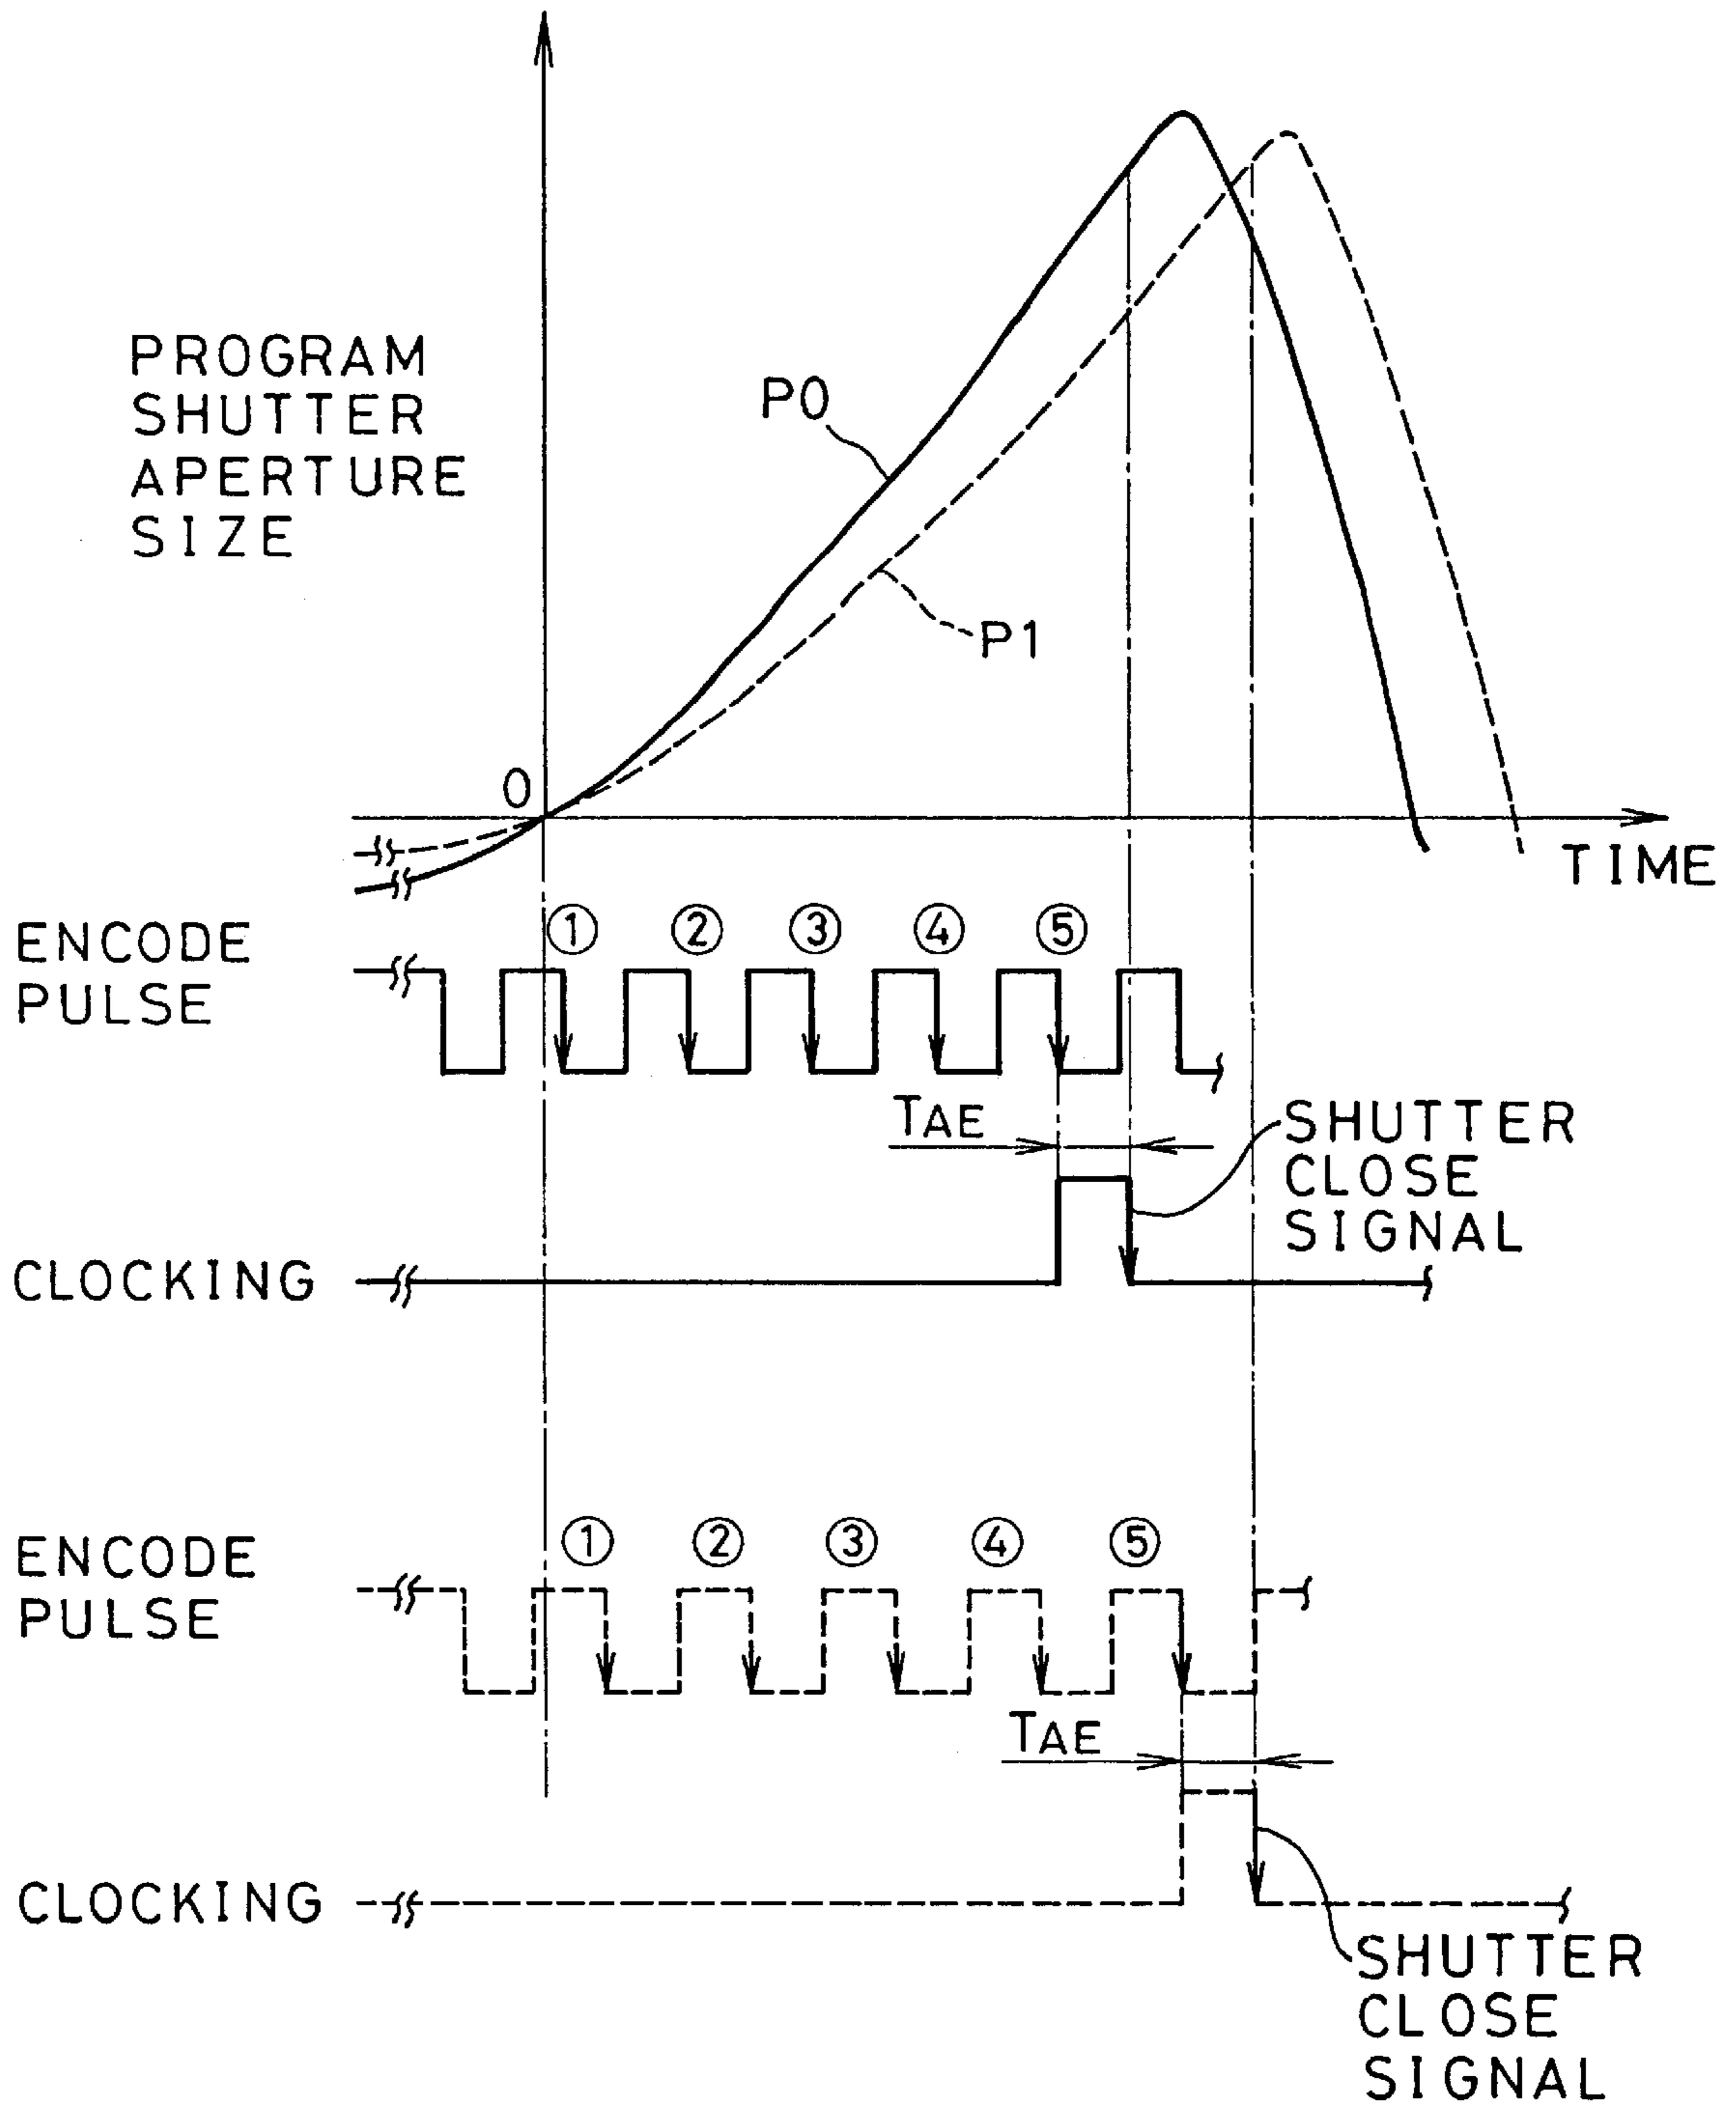 PROGRAM
SHUTTER
APERTURE
SIZE
P0
P1
0
TIME
ENCODE
PULSE
① ② ③ ④ ⑤
TAE
SHUTTER
CLOSE
SIGNAL
CLOCKING
ENCODE
PULSE
① ② ③ ④ ⑤
TAE
CLOCKING
SHUTTER
CLOSE
SIGNAL